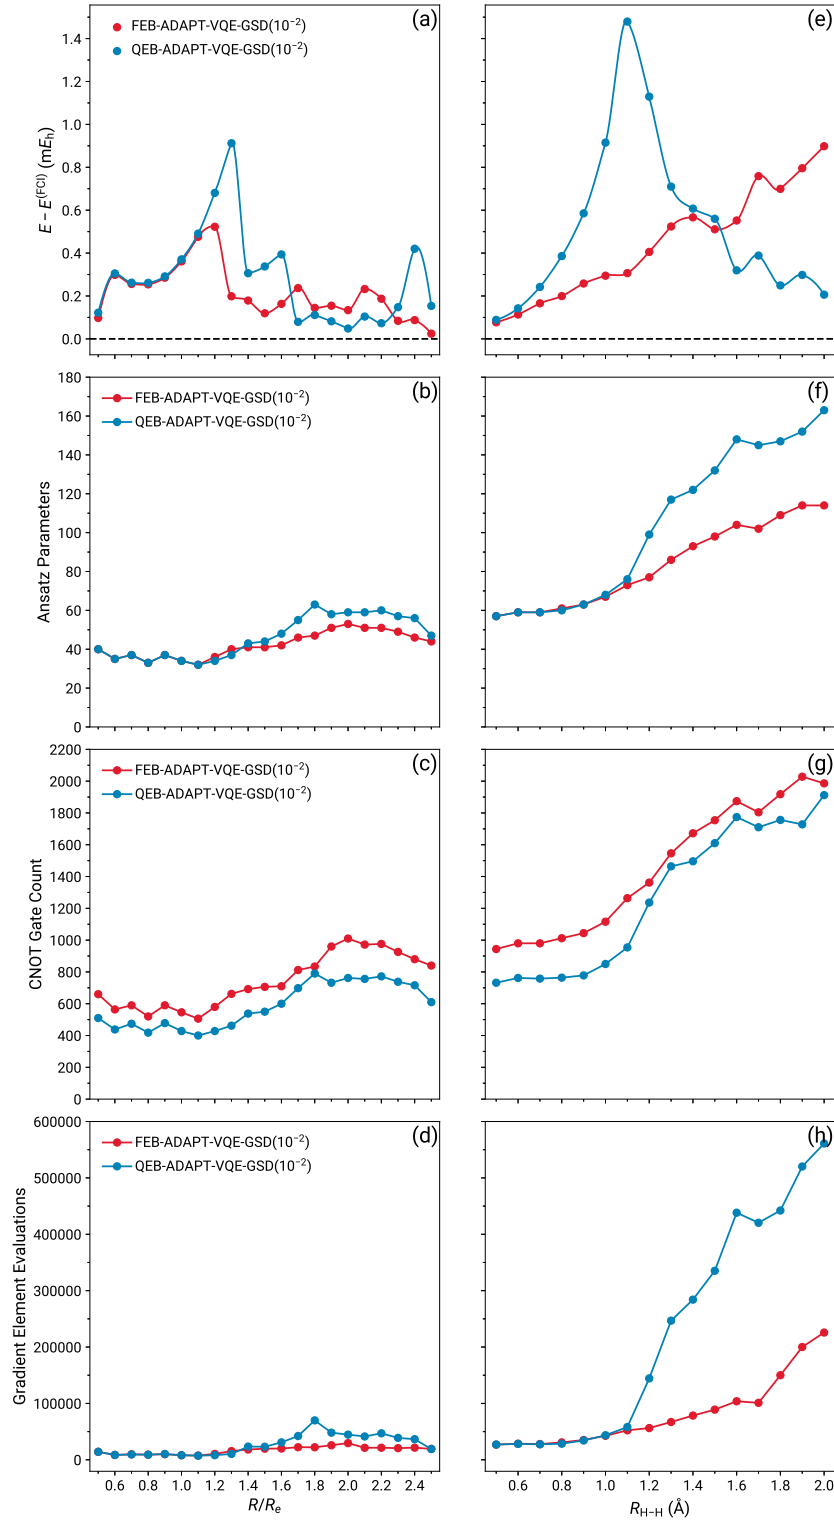 (a)
FEB-ADAPT-VQE-GSD(10⁻²)
QEB-ADAPT-VQE-GSD(10⁻²)
1.4
1.2
1.0
0.8
0.6
0.4
0.2
0.0
E − E^(FCI) (mE_h)
(e)
(b)
FEB-ADAPT-VQE-GSD(10⁻²)
QEB-ADAPT-VQE-GSD(10⁻²)
180
160
140
120
100
80
60
40
20
0
Ansatz Parameters
(f)
(c)
FEB-ADAPT-VQE-GSD(10⁻²)
QEB-ADAPT-VQE-GSD(10⁻²)
2200
2000
1800
1600
1400
1200
1000
800
600
400
200
0
CNOT Gate Count
(g)
(d)
FEB-ADAPT-VQE-GSD(10⁻²)
QEB-ADAPT-VQE-GSD(10⁻²)
600000
500000
400000
300000
200000
100000
0
Gradient Element Evaluations
(h)
0.6 0.8 1.0 1.2 1.4 1.6 1.8 2.0 2.2 2.4
R/R_e
0.6 0.8 1.0 1.2 1.4 1.6 1.8 2.0
R_H−H (Å)